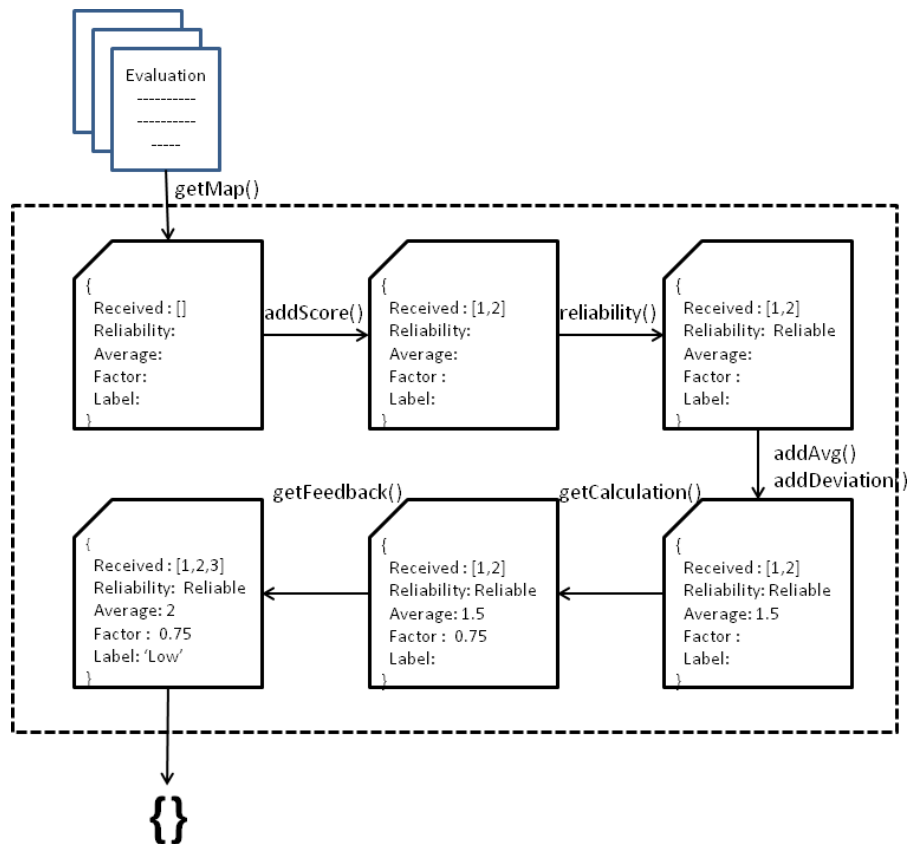 Evaluation
----------
----------
-----
getMap()
{
Received : []
Reliability:
Average:
Factor:
Label:
}
addScore()
{
Received : [1,2]
Reliability:
Average:
Factor :
Label:
}
reliability()
{
Received : [1,2]
Reliability: Reliable
Average:
Factor :
Label:
}
addAvg()
addDeviation()
{
Received : [1,2]
Reliability: Reliable
Average: 1.5
Factor :
Label:
}
getCalculation()
{
Received : [1,2]
Reliability: Reliable
Average: 1.5
Factor : 0.75
Label:
}
getFeedback()
{
Received : [1,2,3]
Reliability: Reliable
Average: 2
Factor : 0.75
Label: ‘Low’
}
{}